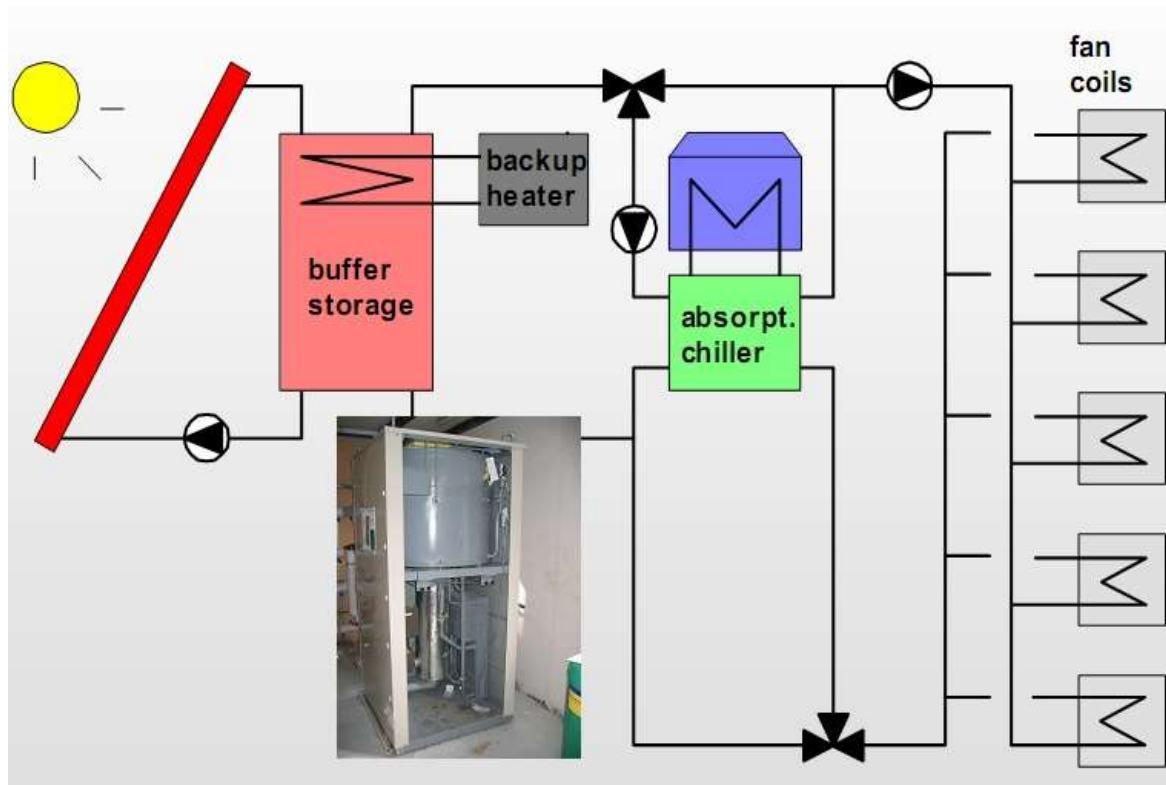 fan
coils
backup
heater
buffer
storage
absorpt.
chiller